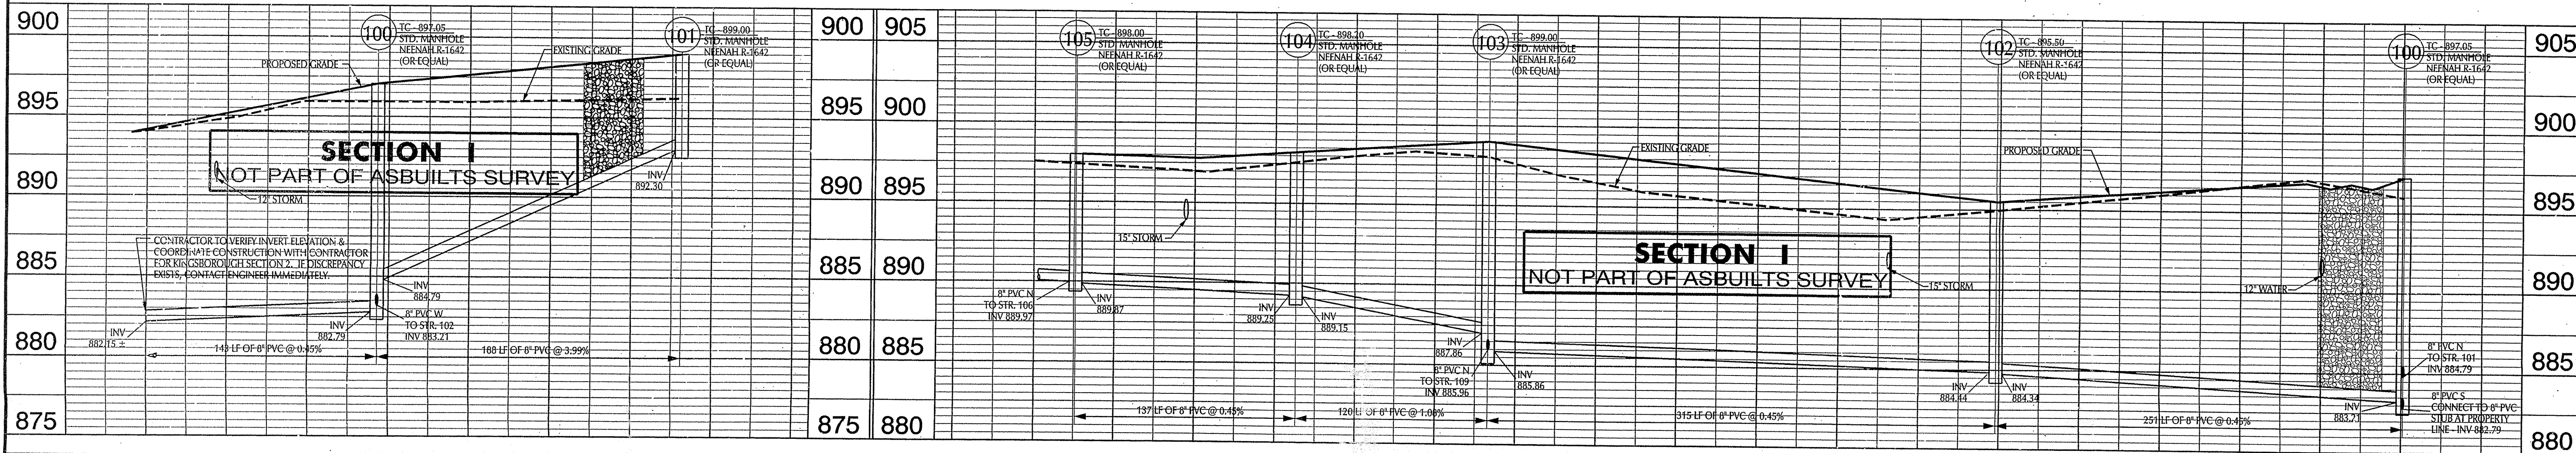 900
895
890
885
880
875
100
TC - 897.05
STD. MANHOLE
NEENAH R-1642
(OR EQUAL)
101
TC - 899.00
STD. MANHOLE
NEENAH R-1642
(OR EQUAL)
PROPOSED GRADE
EXISTING GRADE
SECTION I
NOT PART OF ASBUILTS SURVEY
12" STORM
CONTRACTOR TO VERIFY INVERT ELEVATION &
COORDINATE CONSTRUCTION WITH CONTRACTOR
FOR KINGSBOROUGH SECTION 2. IF DISCREPANCY
EXISTS, CONTACT ENGINEER IMMEDIATELY.
INV
892.30
INV
884.79
8" PVC W
TO STR. 102
INV 883.21
INV
882.79
INV
882.15 ±
143 LF OF 8" PVC @ 0.45%
188 LF OF 8" PVC @ 3.99%
900
895
890
885
880
875
905
900
895
890
885
880
105
TC - 898.00
STD. MANHOLE
NEENAH R-1642
(OR EQUAL)
104
TC - 898.20
STD. MANHOLE
NEENAH R-1642
(OR EQUAL)
103
TC - 899.00
STD. MANHOLE
NEENAH R-1642
(OR EQUAL)
102
TC - 895.50
STD. MANHOLE
NEENAH R-1642
(OR EQUAL)
100
TC - 897.05
STD. MANHOLE
NEENAH R-1642
(OR EQUAL)
EXISTING GRADE
PROPOSED GRADE
15" STORM
SECTION I
NOT PART OF ASBUILTS SURVEY
15" STORM
12" WATER
8" PVC N
TO STR. 106
INV 889.97
INV
889.87
INV
889.25
INV
889.15
INV
887.86
8" PVC N
TO STR. 109
INV 885.96
INV
885.86
INV
884.44
INV
884.34
INV
883.21
8" PVC N
TO STR. 101
INV 884.79
8" PVC S
CONNECT TO 8" PVC
STUB AT PROPERTY
LINE - INV 882.79
137 LF OF 8" PVC @ 0.45%
120 LF OF 8" PVC @ 1.08%
315 LF OF 8" PVC @ 0.45%
251 LF OF 8" PVC @ 0.45%
905
900
895
890
885
880